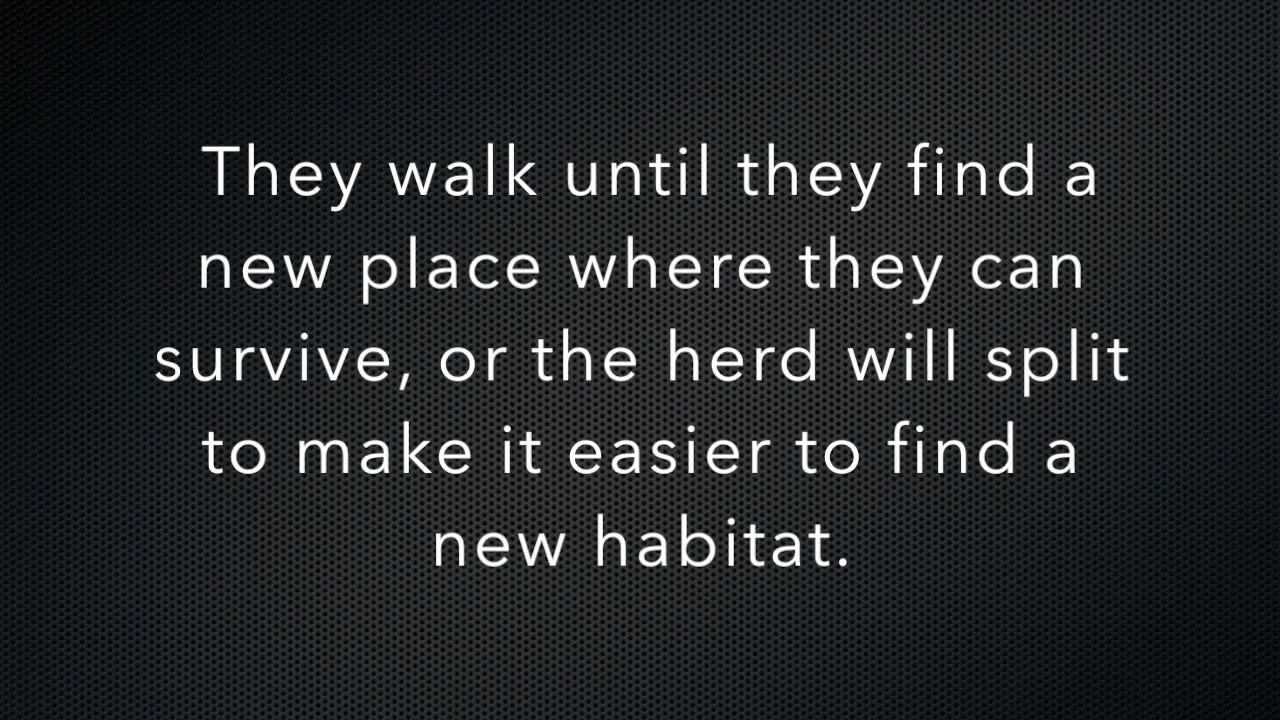 They walk until they find a
new place where they can
survive, or the herd will split
to make it easier to find a
new habitat.